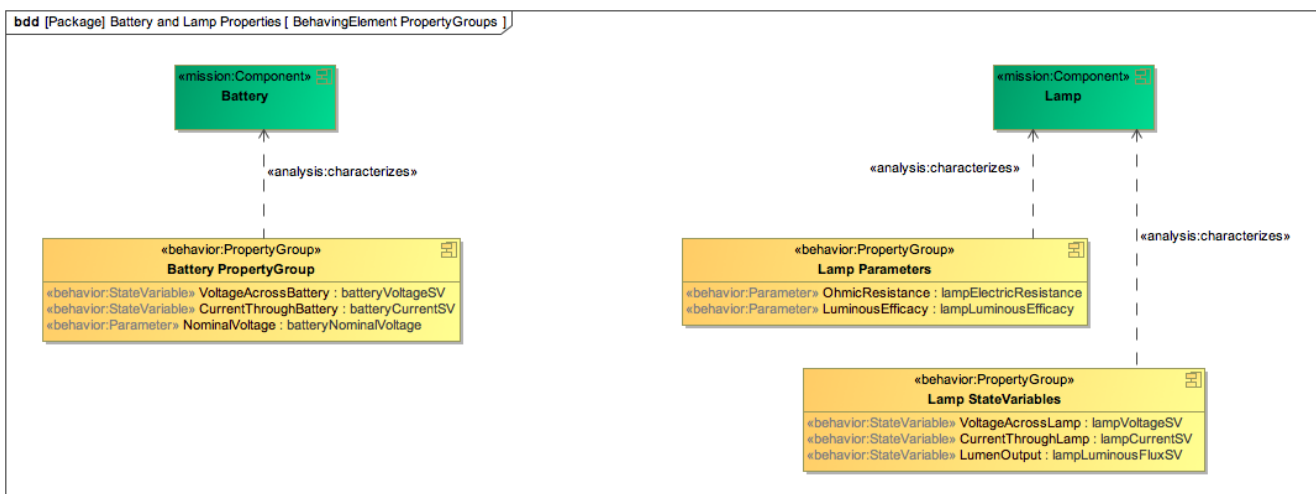 bdd [Package] Battery and Lamp Properties [ BehavingElement PropertyGroups ]
«mission:Component»
Battery
«analysis:characterizes»
«behavior:PropertyGroup»
Battery PropertyGroup
«behavior:StateVariable» VoltageAcrossBattery : batteryVoltageSV
«behavior:StateVariable» CurrentThroughBattery : batteryCurrentSV
«behavior:Parameter» NominalVoltage : batteryNominalVoltage
«mission:Component»
Lamp
«analysis:characterizes»
«analysis:characterizes»
«behavior:PropertyGroup»
Lamp Parameters
«behavior:Parameter» OhmicResistance : lampElectricResistance
«behavior:Parameter» LuminousEfficacy : lampLuminousEfficacy
«behavior:PropertyGroup»
Lamp StateVariables
«behavior:StateVariable» VoltageAcrossLamp : lampVoltageSV
«behavior:StateVariable» CurrentThroughLamp : lampCurrentSV
«behavior:StateVariable» LumenOutput : lampLuminousFluxSV